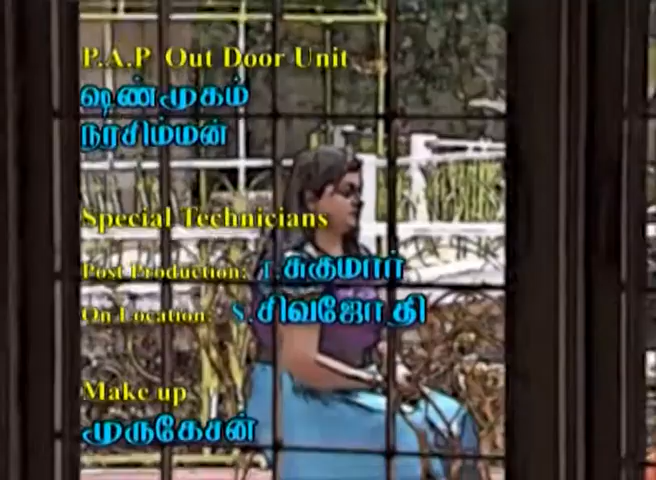 P.A.P Out Door Unit
ஷண்முகம்
நரசிம்மன்
Special Technicians
Post Production: T.சுகுமார்
On Location: S.சிவஜோதி
Make up
முருகேசன்